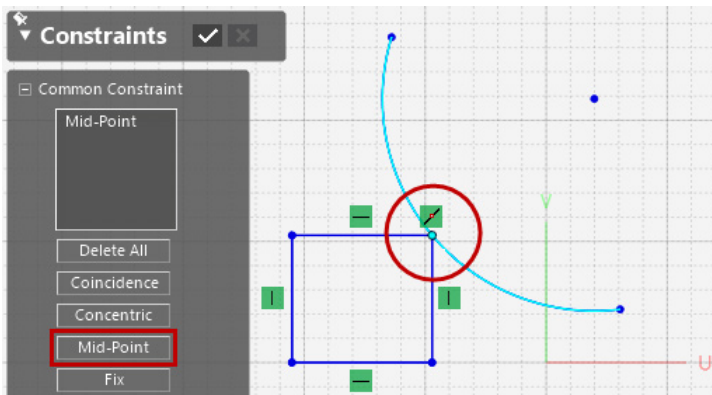 Constraints
Common Constraint
Mid-Point
Delete All
Coincidence
Concentric
Mid-Point
Fix
V
U